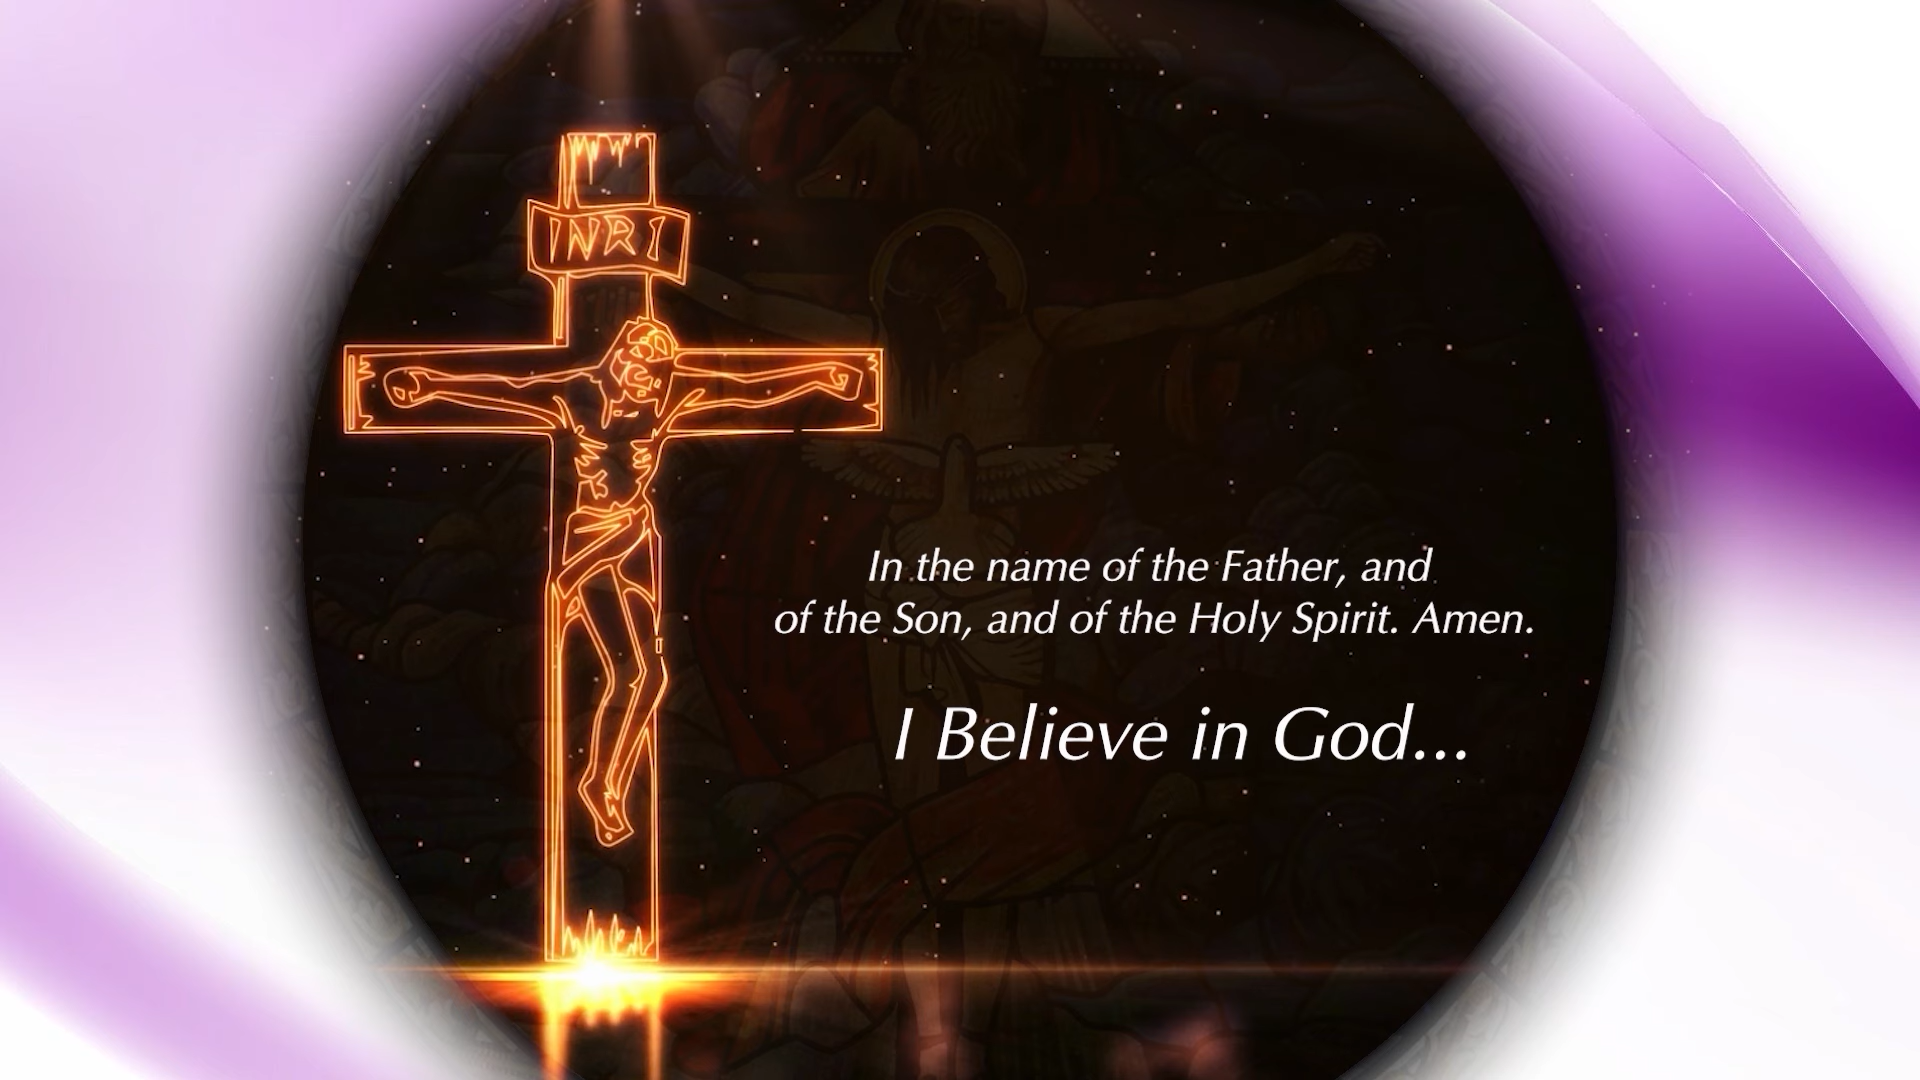 INRI
In the name of the Father, and
of the Son, and of the Holy Spirit. Amen.
I Believe in God...